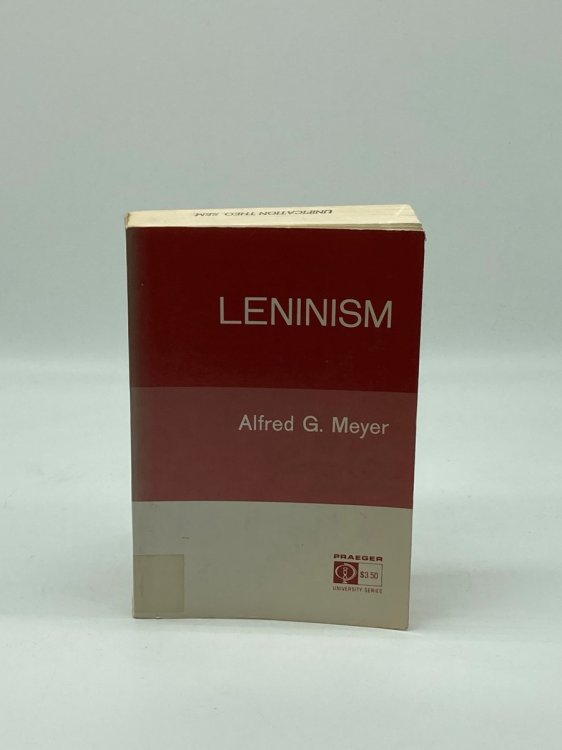 UNIFICATION THEO. SEM.
LENINISM
Alfred G. Meyer
PRAEGER
$3.50
UNIVERSITY SERIES